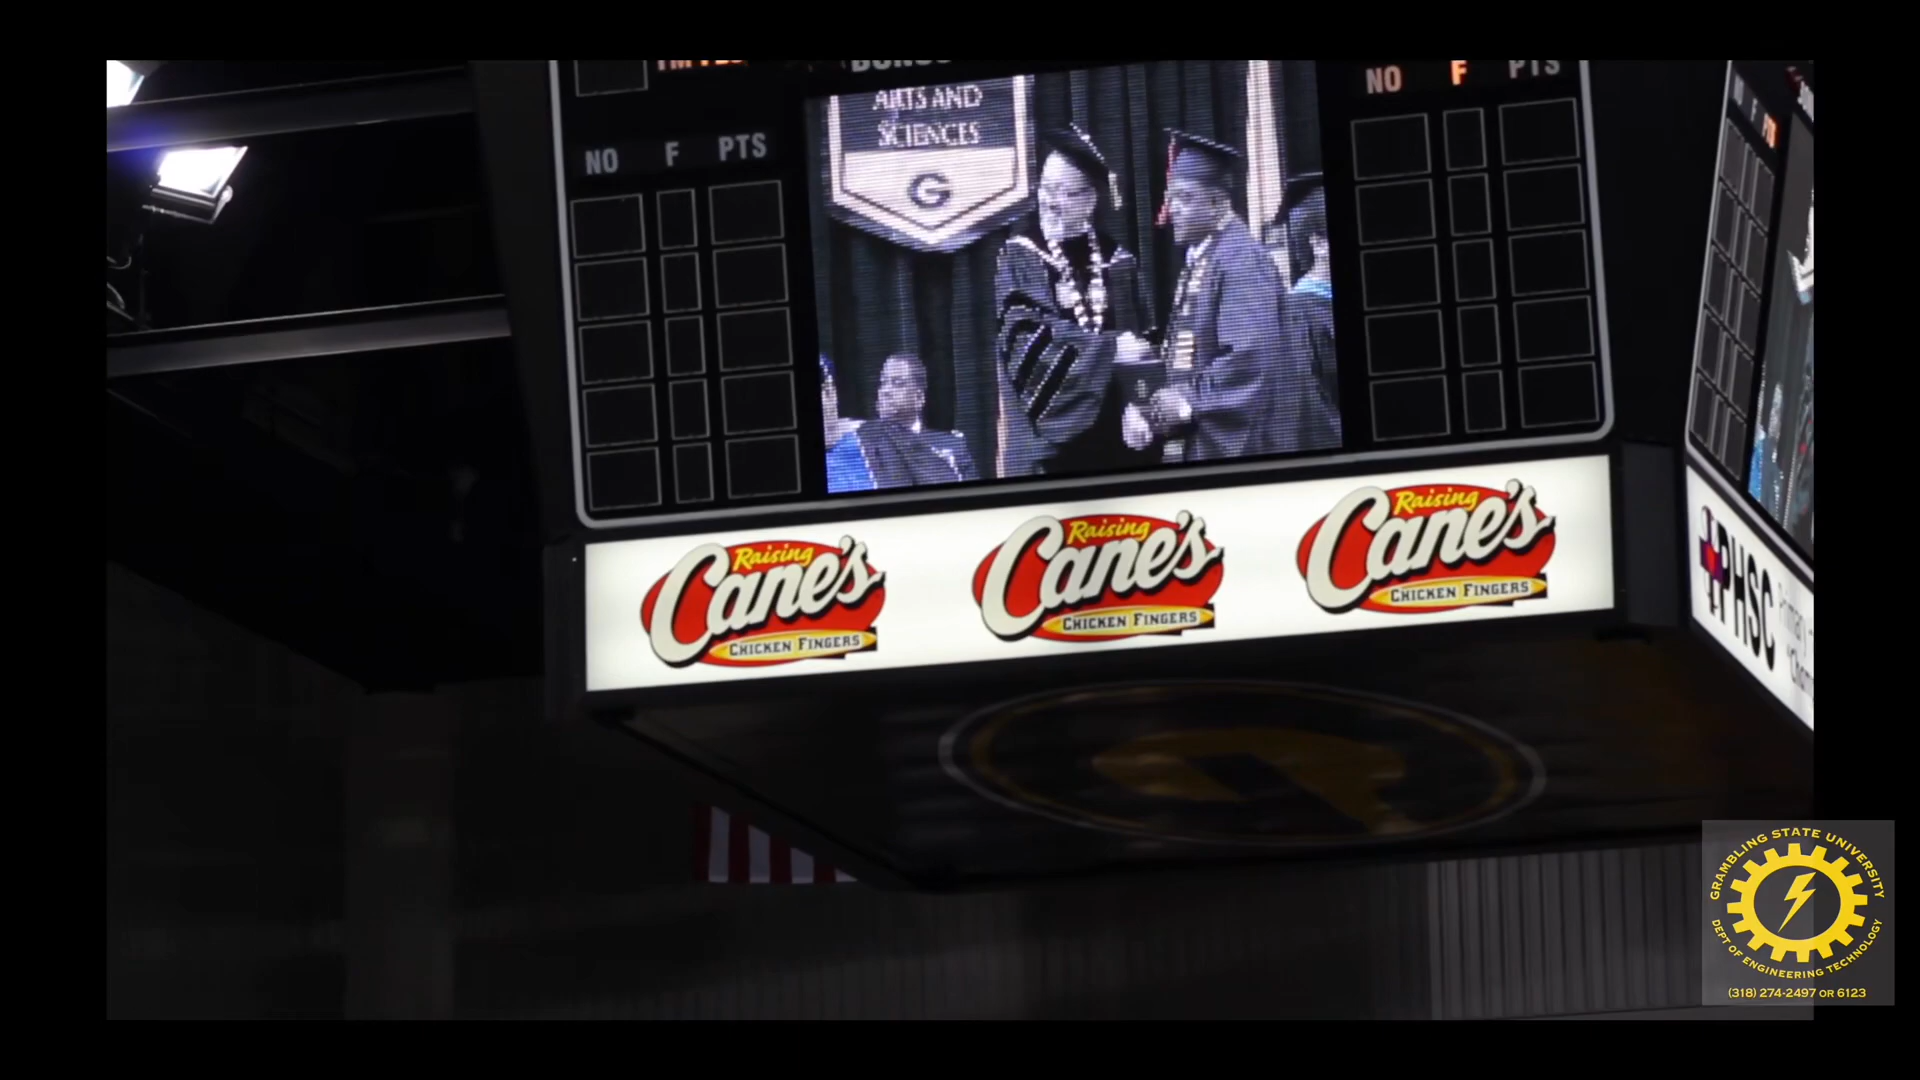 NO F PTS
ARTS AND
SCIENCES
G
NO F PTS
Raising
Cane's
CHICKEN FINGERS
Raising
Cane's
CHICKEN FINGERS
Raising
Cane's
CHICKEN FINGERS
PHSC
GRAMBLING STATE UNIVERSITY
DEPT OF ENGINEERING TECHNOLOGY
(318) 274-2497 OR 6123